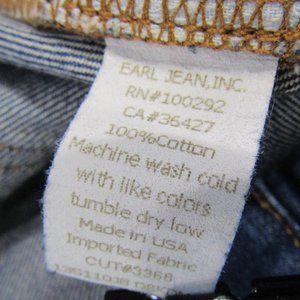 EARL JEAN, INC.
RN#100292
CA#36427
100%Cotton
Machine wash cold
with like colors
tumble dry low
Made in USA
Imported Fabric
CUT#3368